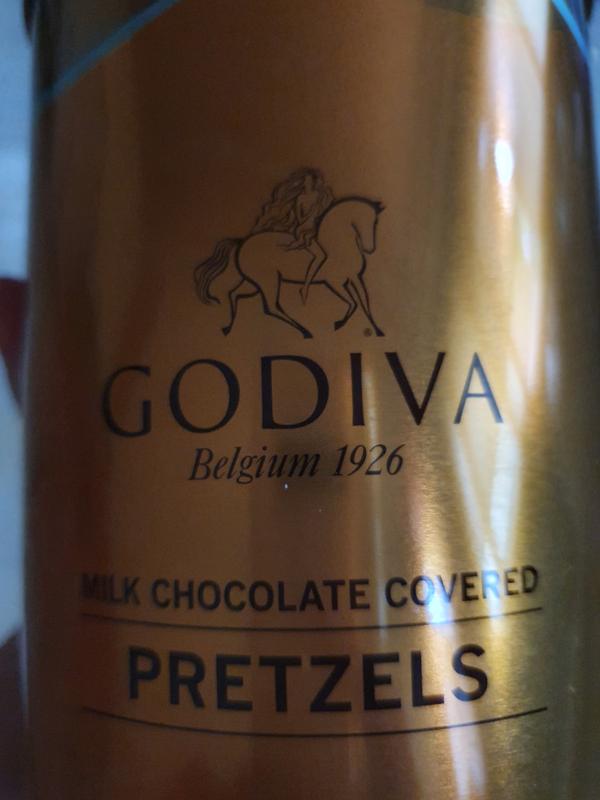 GODIVA
Belgium 1926
MILK CHOCOLATE COVERED
PRETZELS